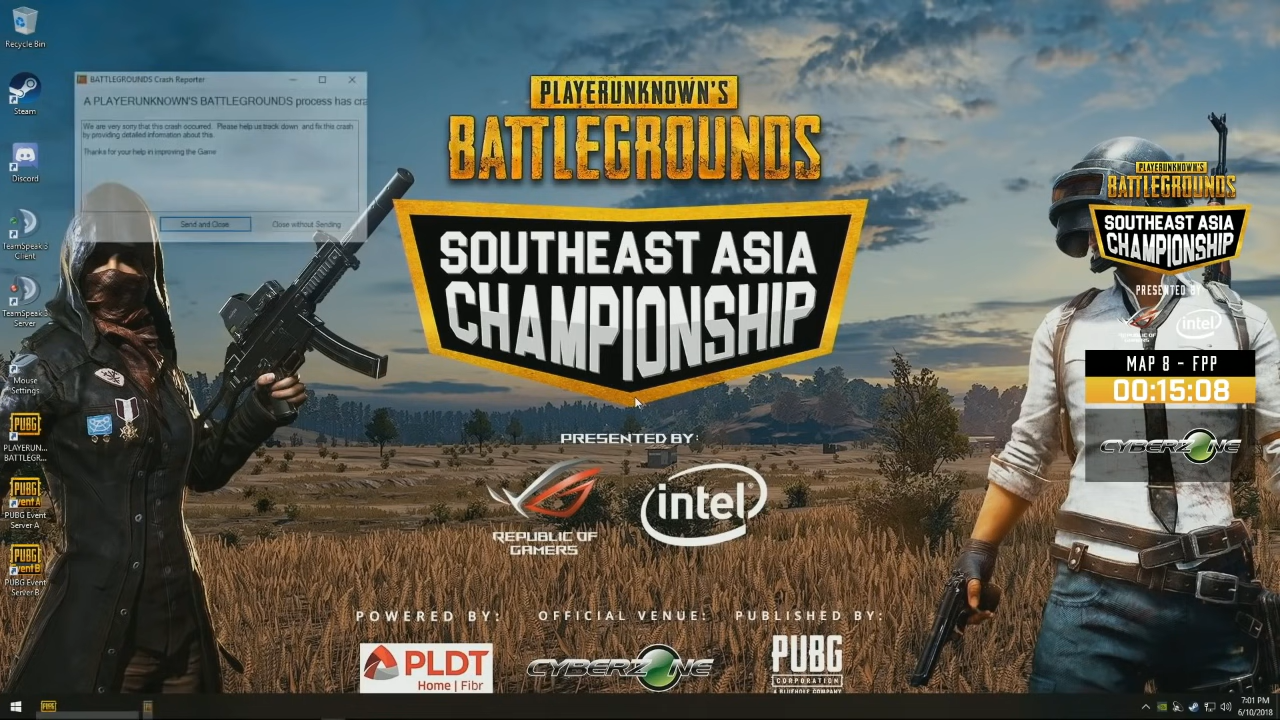 Recycle Bin
Steam
Discord
TeamSpeak 3
Client
TeamSpeak 3
Server
Mouse
Settings
PUBG
PLAYERUN...
BATTLEGR...
PUBG
Event A
PUBG Event
Server A
PUBG
Event B
PUBG Event
Server B
BATTLEGROUNDS Crash Reporter
A PLAYERUNKNOWN'S BATTLEGROUNDS process has cra
We are very sorry that this crash occurred. Please help us track down and fix this crash
by providing detailed information about this.
Thanks for your help in improving the Game
Send and Close
Close without Sending
PLAYERUNKNOWN'S
BATTLEGROUNDS
SOUTHEAST ASIA
CHAMPIONSHIP
PRESENTED BY:
REPUBLIC OF
GAMERS
intel
POWERED BY:
PLDT
Home | Fibr
OFFICIAL VENUE:
CYBERZONE
PUBLISHED BY:
PUBG
CORPORATION
A BLUEHOLE COMPANY
PLAYERUNKNOWN'S
BATTLEGROUNDS
SOUTHEAST ASIA
CHAMPIONSHIP
PRESENTED BY
REPUBLIC OF
GAMERS
intel
MAP 8 - FPP
00:15:08
CYBERZONE
PUBG
7:01 PM
6/10/2018